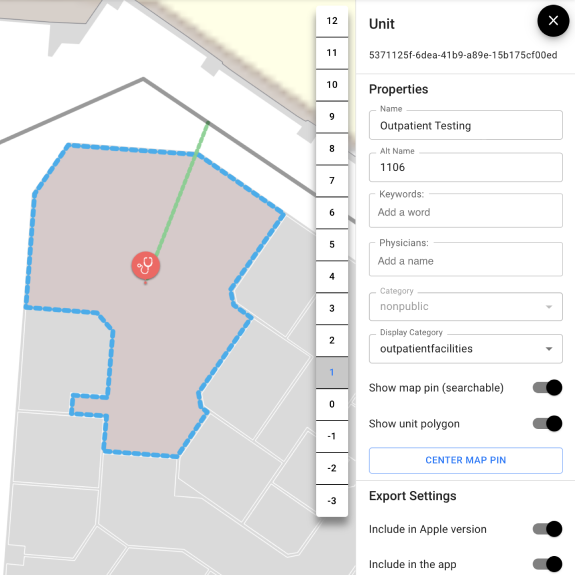 12
11
10
9
8
7
6
5
4
3
2
1
0
-1
-2
-3
Unit
5371125f-6dea-41b9-a89e-15b175cf00ed
Properties
Name
Outpatient Testing
Alt Name
1106
Keywords:
Add a word
Physicians:
Add a name
Category
nonpublic
Display Category
outpatientfacilities
Show map pin (searchable)
Show unit polygon
CENTER MAP PIN
Export Settings
Include in Apple version
Include in the app